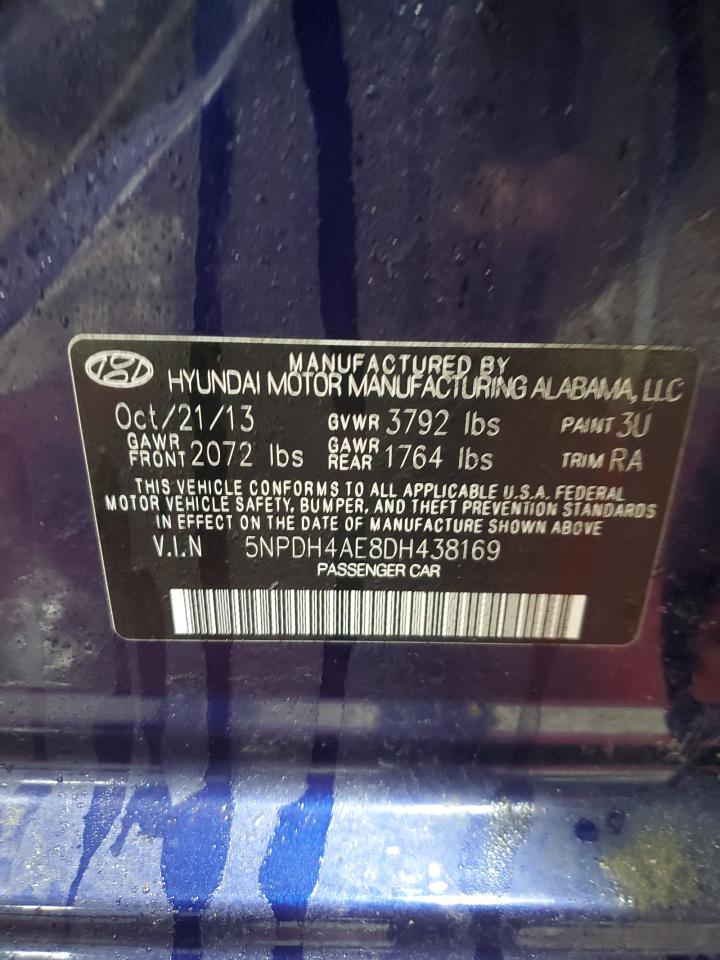 MANUFACTURED BY
HYUNDAI MOTOR MANUFACTURING ALABAMA, LLC
Oct/21/13 GVWR 3792 lbs PAINT 3U
GAWR FRONT 2072 lbs GAWR REAR 1764 lbs TRIM RA
THIS VEHICLE CONFORMS TO ALL APPLICABLE U.S.A. FEDERAL
MOTOR VEHICLE SAFETY, BUMPER, AND THEFT PREVENTION STANDARDS
IN EFFECT ON THE DATE OF MANUFACTURE SHOWN ABOVE
V.I.N 5NPDH4AE8DH438169
PASSENGER CAR